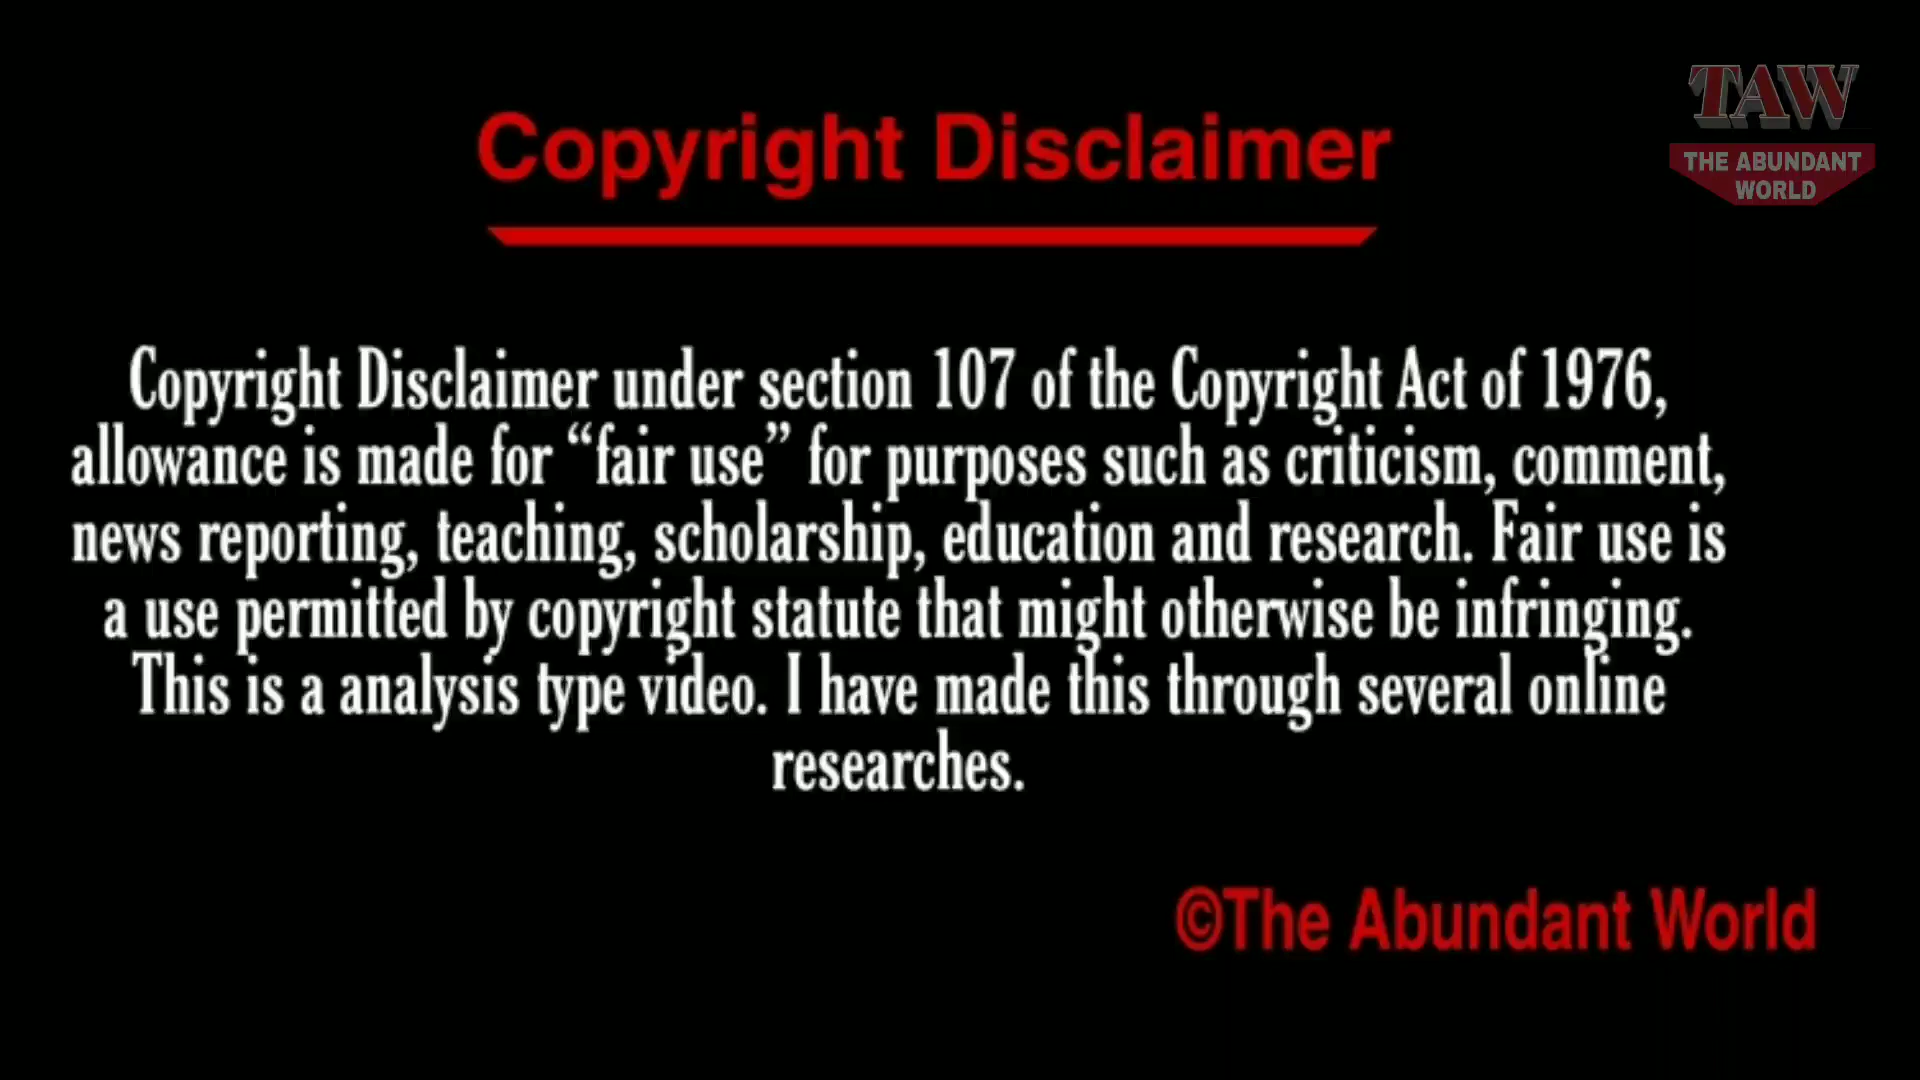 TAW
THE ABUNDANT
WORLD
Copyright Disclaimer
Copyright Disclaimer under section 107 of the Copyright Act of 1976,
allowance is made for “fair use” for purposes such as criticism, comment,
news reporting, teaching, scholarship, education and research. Fair use is
a use permitted by copyright statute that might otherwise be infringing.
This is a analysis type video. I have made this through several online
researches.
©The Abundant World